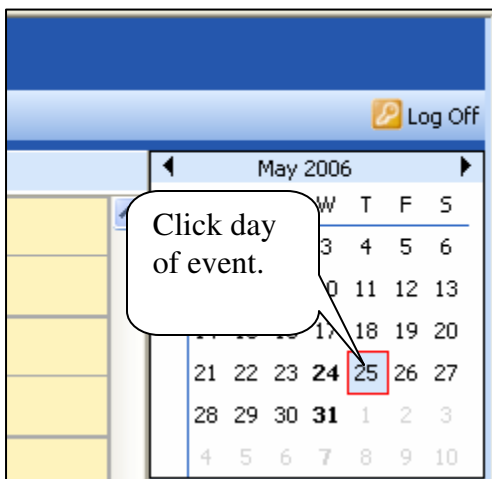 Log Off
May 2006
W T F S
Click day
of event.
3 4 5 6
11 12 13
17 18 19 20
21 22 23 24 25 26 27
28 29 30 31 1 2 3
4 5 6 7 8 9 10